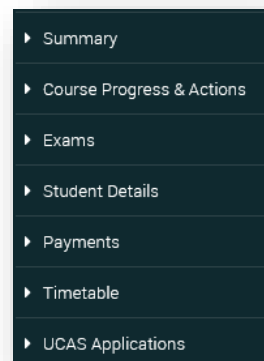 Summary
Course Progress & Actions
Exams
Student Details
Payments
Timetable
UCAS Applications